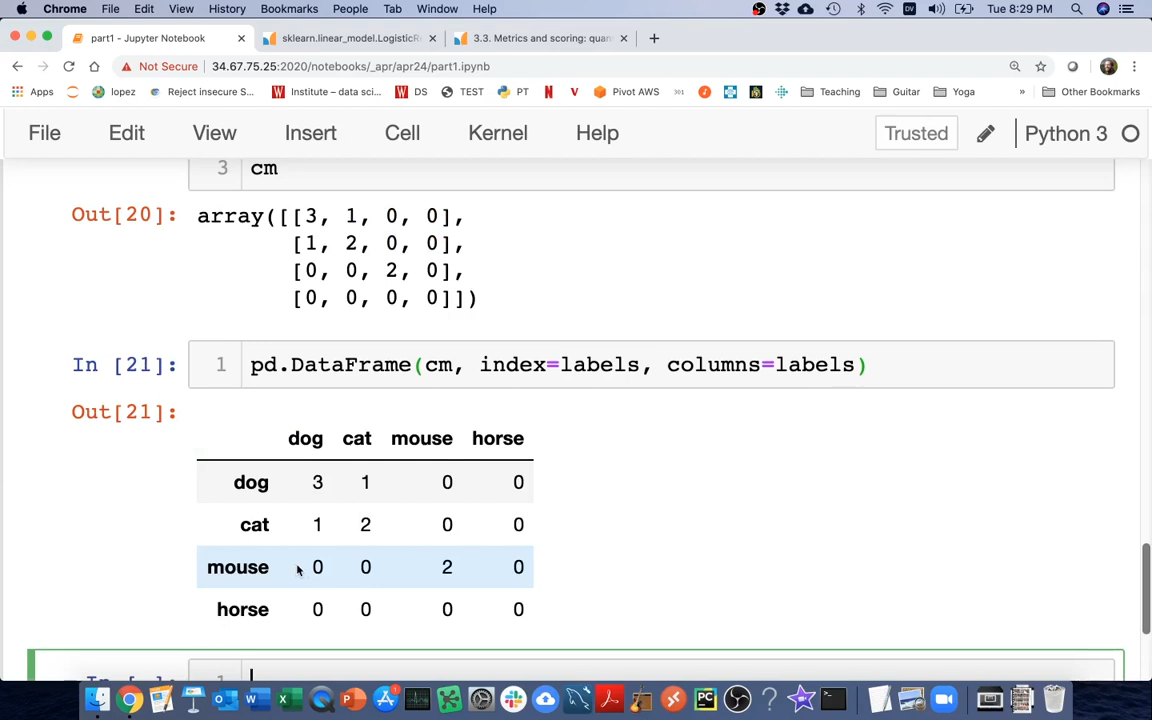 Chrome File Edit View History Bookmarks People Tab Window Help Tue 8:29 PM
part1 - Jupyter Notebook sklearn.linear_model.LogisticRe 3.3. Metrics and scoring: quan
Not Secure 34.67.75.25:2020/notebooks/_apr/apr24/part1.ipynb
Apps lopez Reject insecure S... Institute – data sci... DS TEST PT Pivot AWS 301 Teaching Guitar Yoga » Other Bookmarks
File Edit View Insert Cell Kernel Help Trusted Python 3
3 cm
Out[20]: array([[3, 1, 0, 0],
[1, 2, 0, 0],
[0, 0, 2, 0],
[0, 0, 0, 0]])
In [21]: 1 pd.DataFrame(cm, index=labels, columns=labels)
Out[21]:
dog cat mouse horse
dog 3 1 0 0
cat 1 2 0 0
mouse 0 0 2 0
horse 0 0 0 0
In [ ]: 1